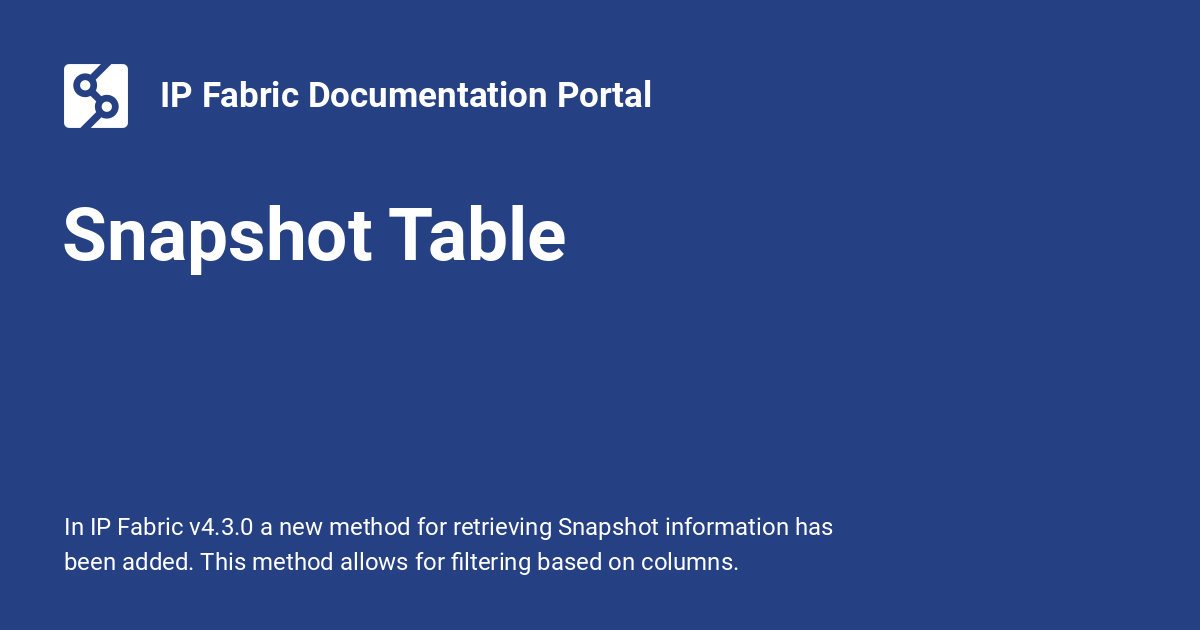 IP Fabric Documentation Portal
Snapshot Table
In IP Fabric v4.3.0 a new method for retrieving Snapshot information has
been added. This method allows for filtering based on columns.